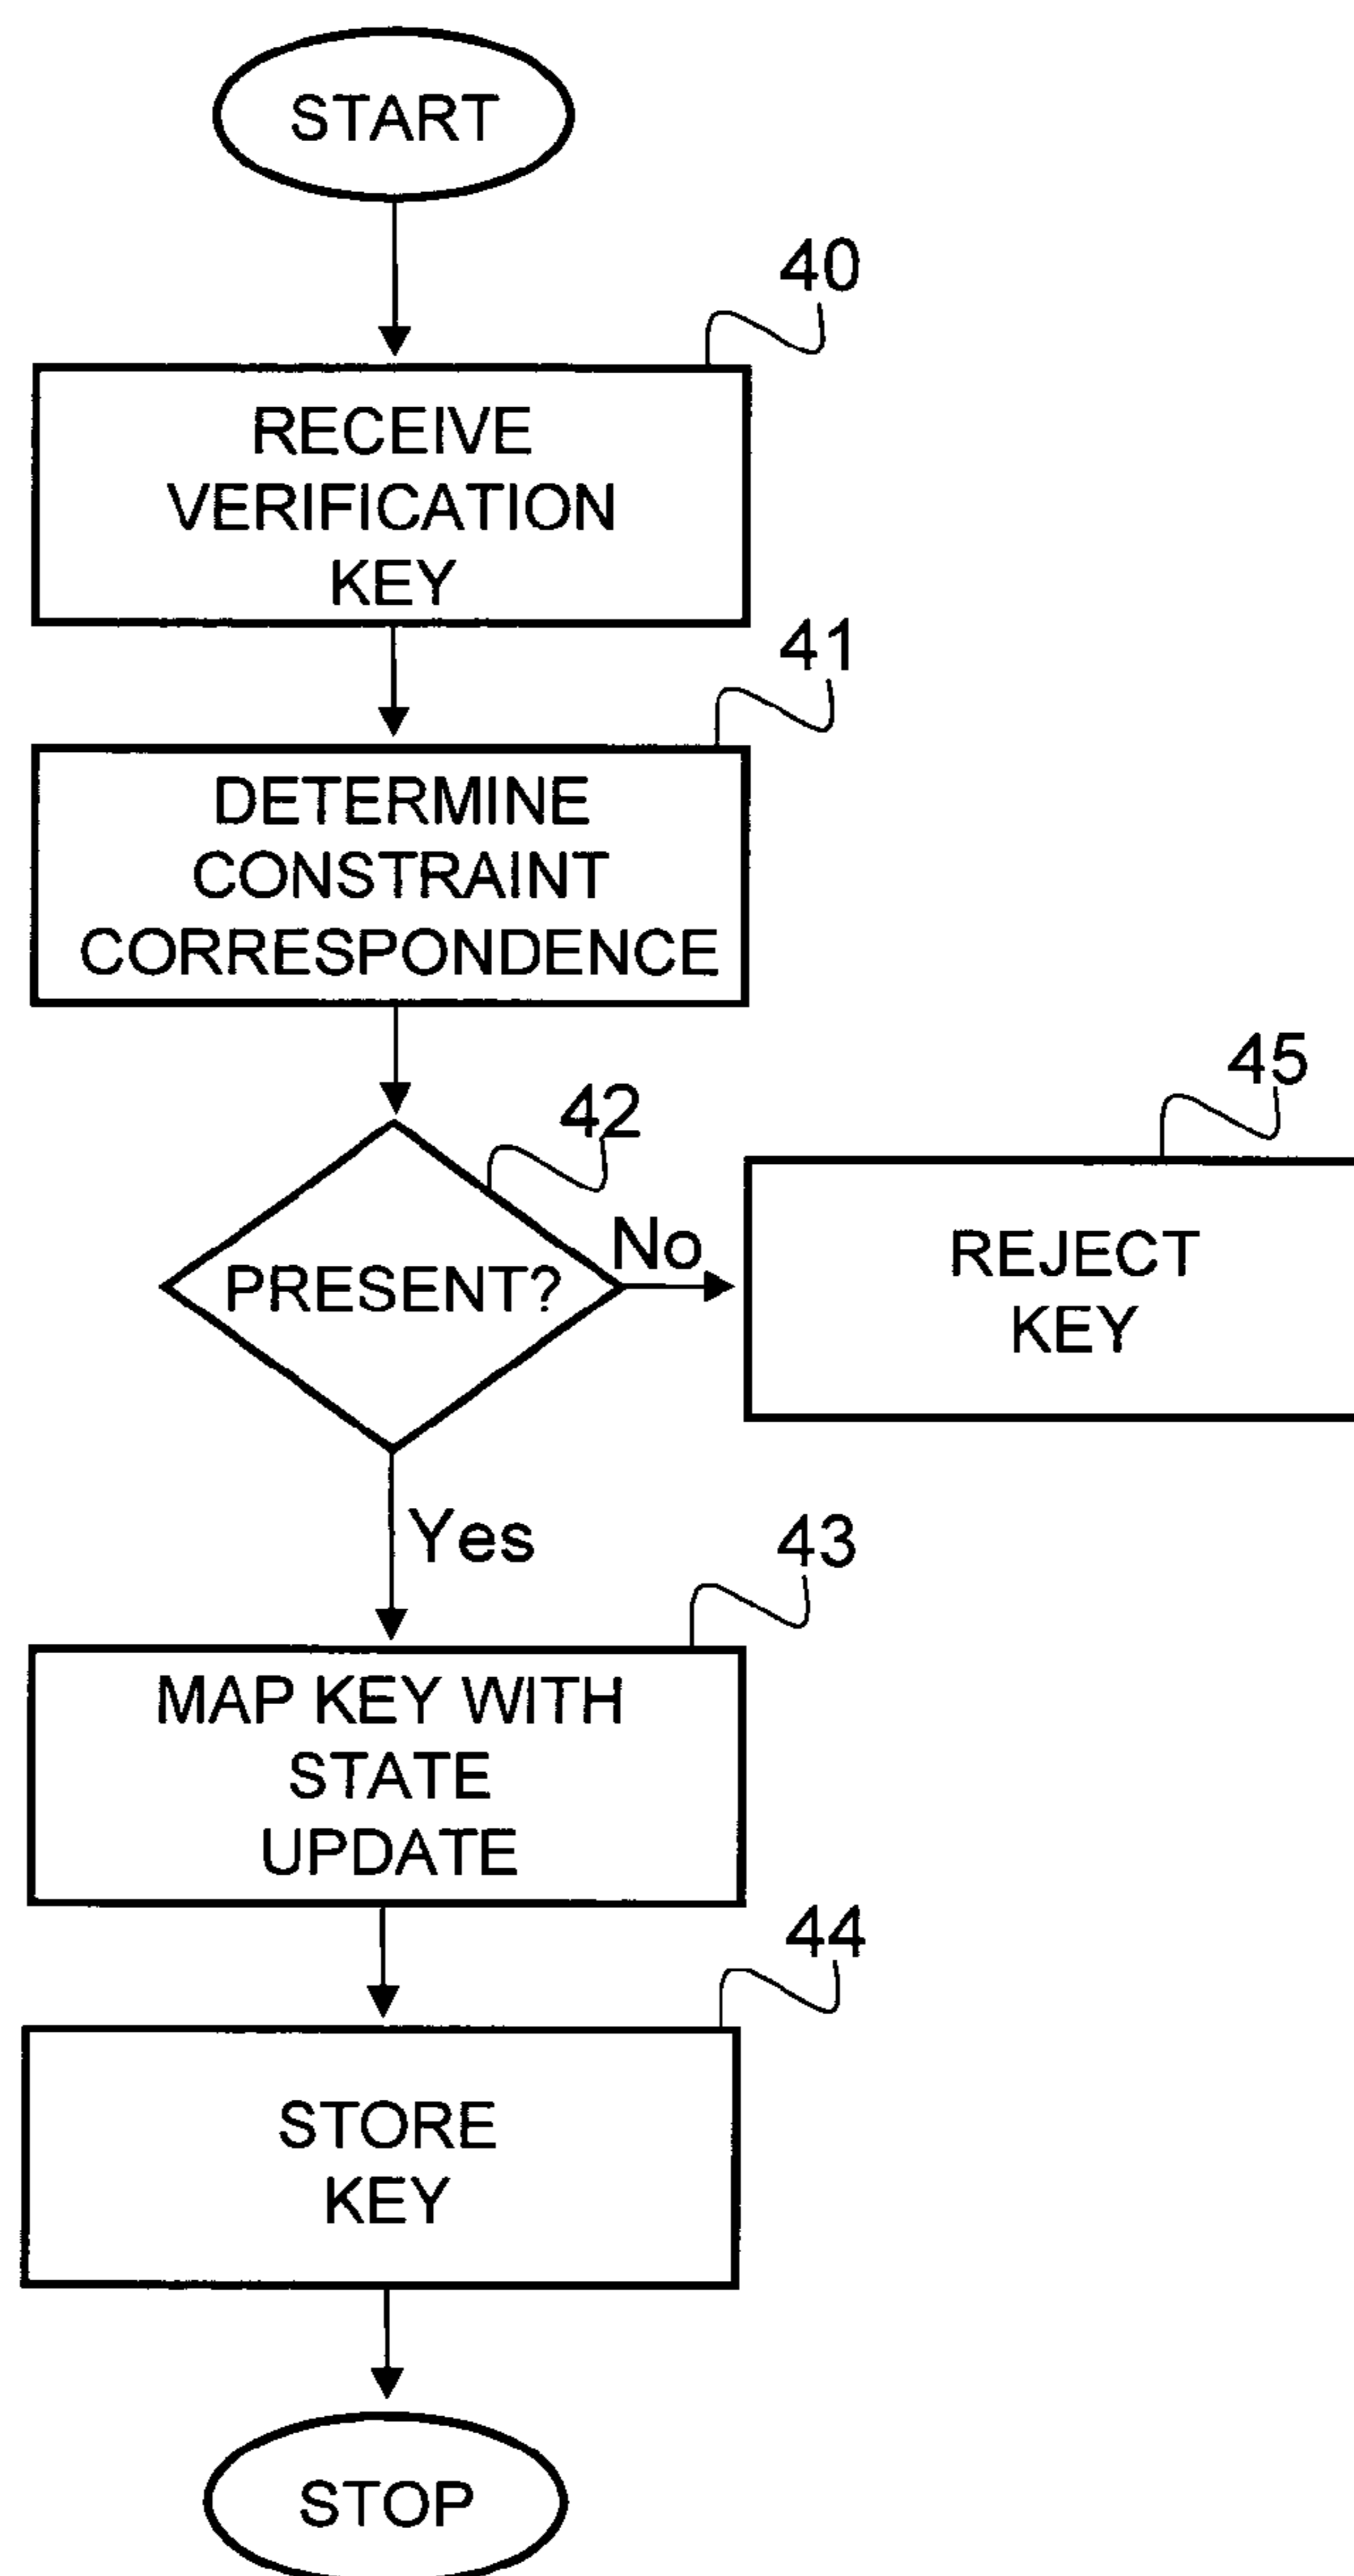 START
40
RECEIVE
VERIFICATION
KEY
41
DETERMINE
CONSTRAINT
CORRESPONDENCE
42
PRESENT?
No
45
REJECT
KEY
Yes
43
MAP KEY WITH
STATE
UPDATE
44
STORE
KEY
STOP